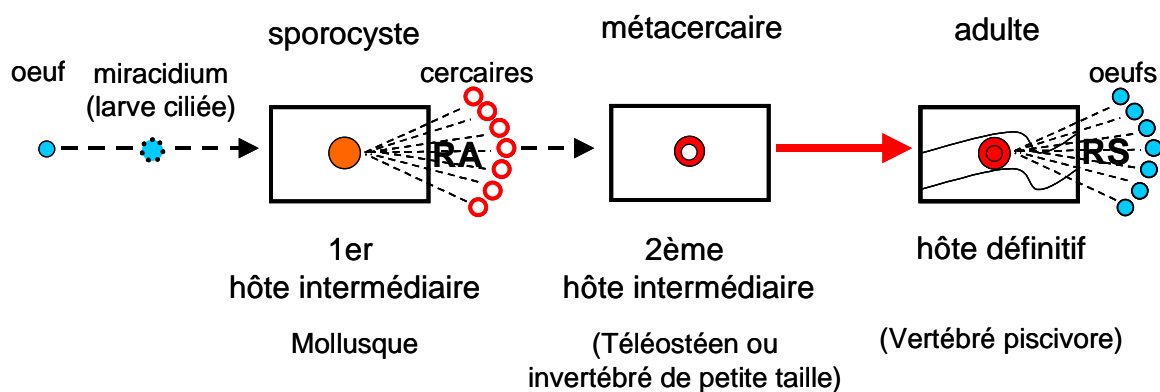 sporocyste
métacercaire
adulte
oeuf
miracidium
(larve ciliée)
cercaires
oeufs
RA
RS
1er
hôte intermédiaire
2ème
hôte intermédiaire
hôte définitif
Mollusque
(Téléostéen ou
invertébré de petite taille)
(Vertébré piscivore)